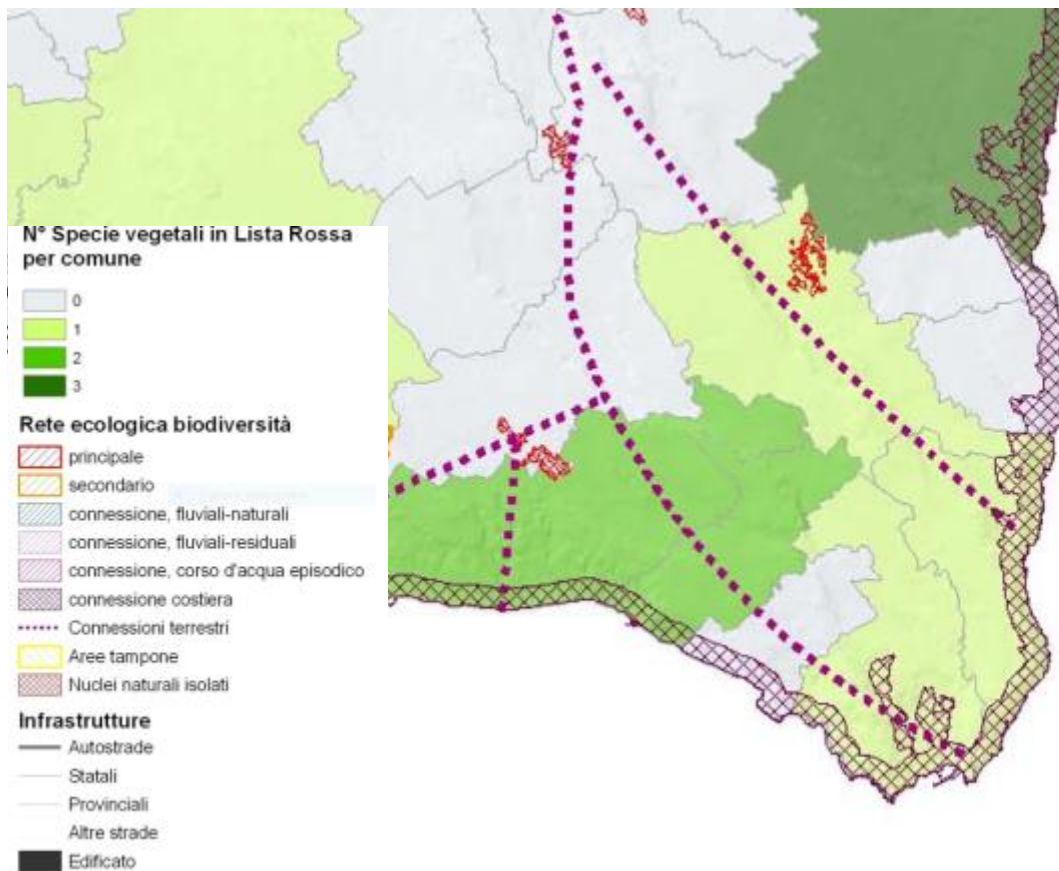 N° Specie vegetali in Lista Rossa
per comune
0
1
2
3
Rete ecologica biodiversità
principale
secondario
connessione, fluviali-naturali
connessione, fluviali-residuali
connessione, corso d'acqua episodico
connessione costiera
Connessioni terrestri
Aree tampone
Nuclei naturali isolati
Infrastrutture
Autostrade
Statali
Provinciali
Altre strade
Edificato